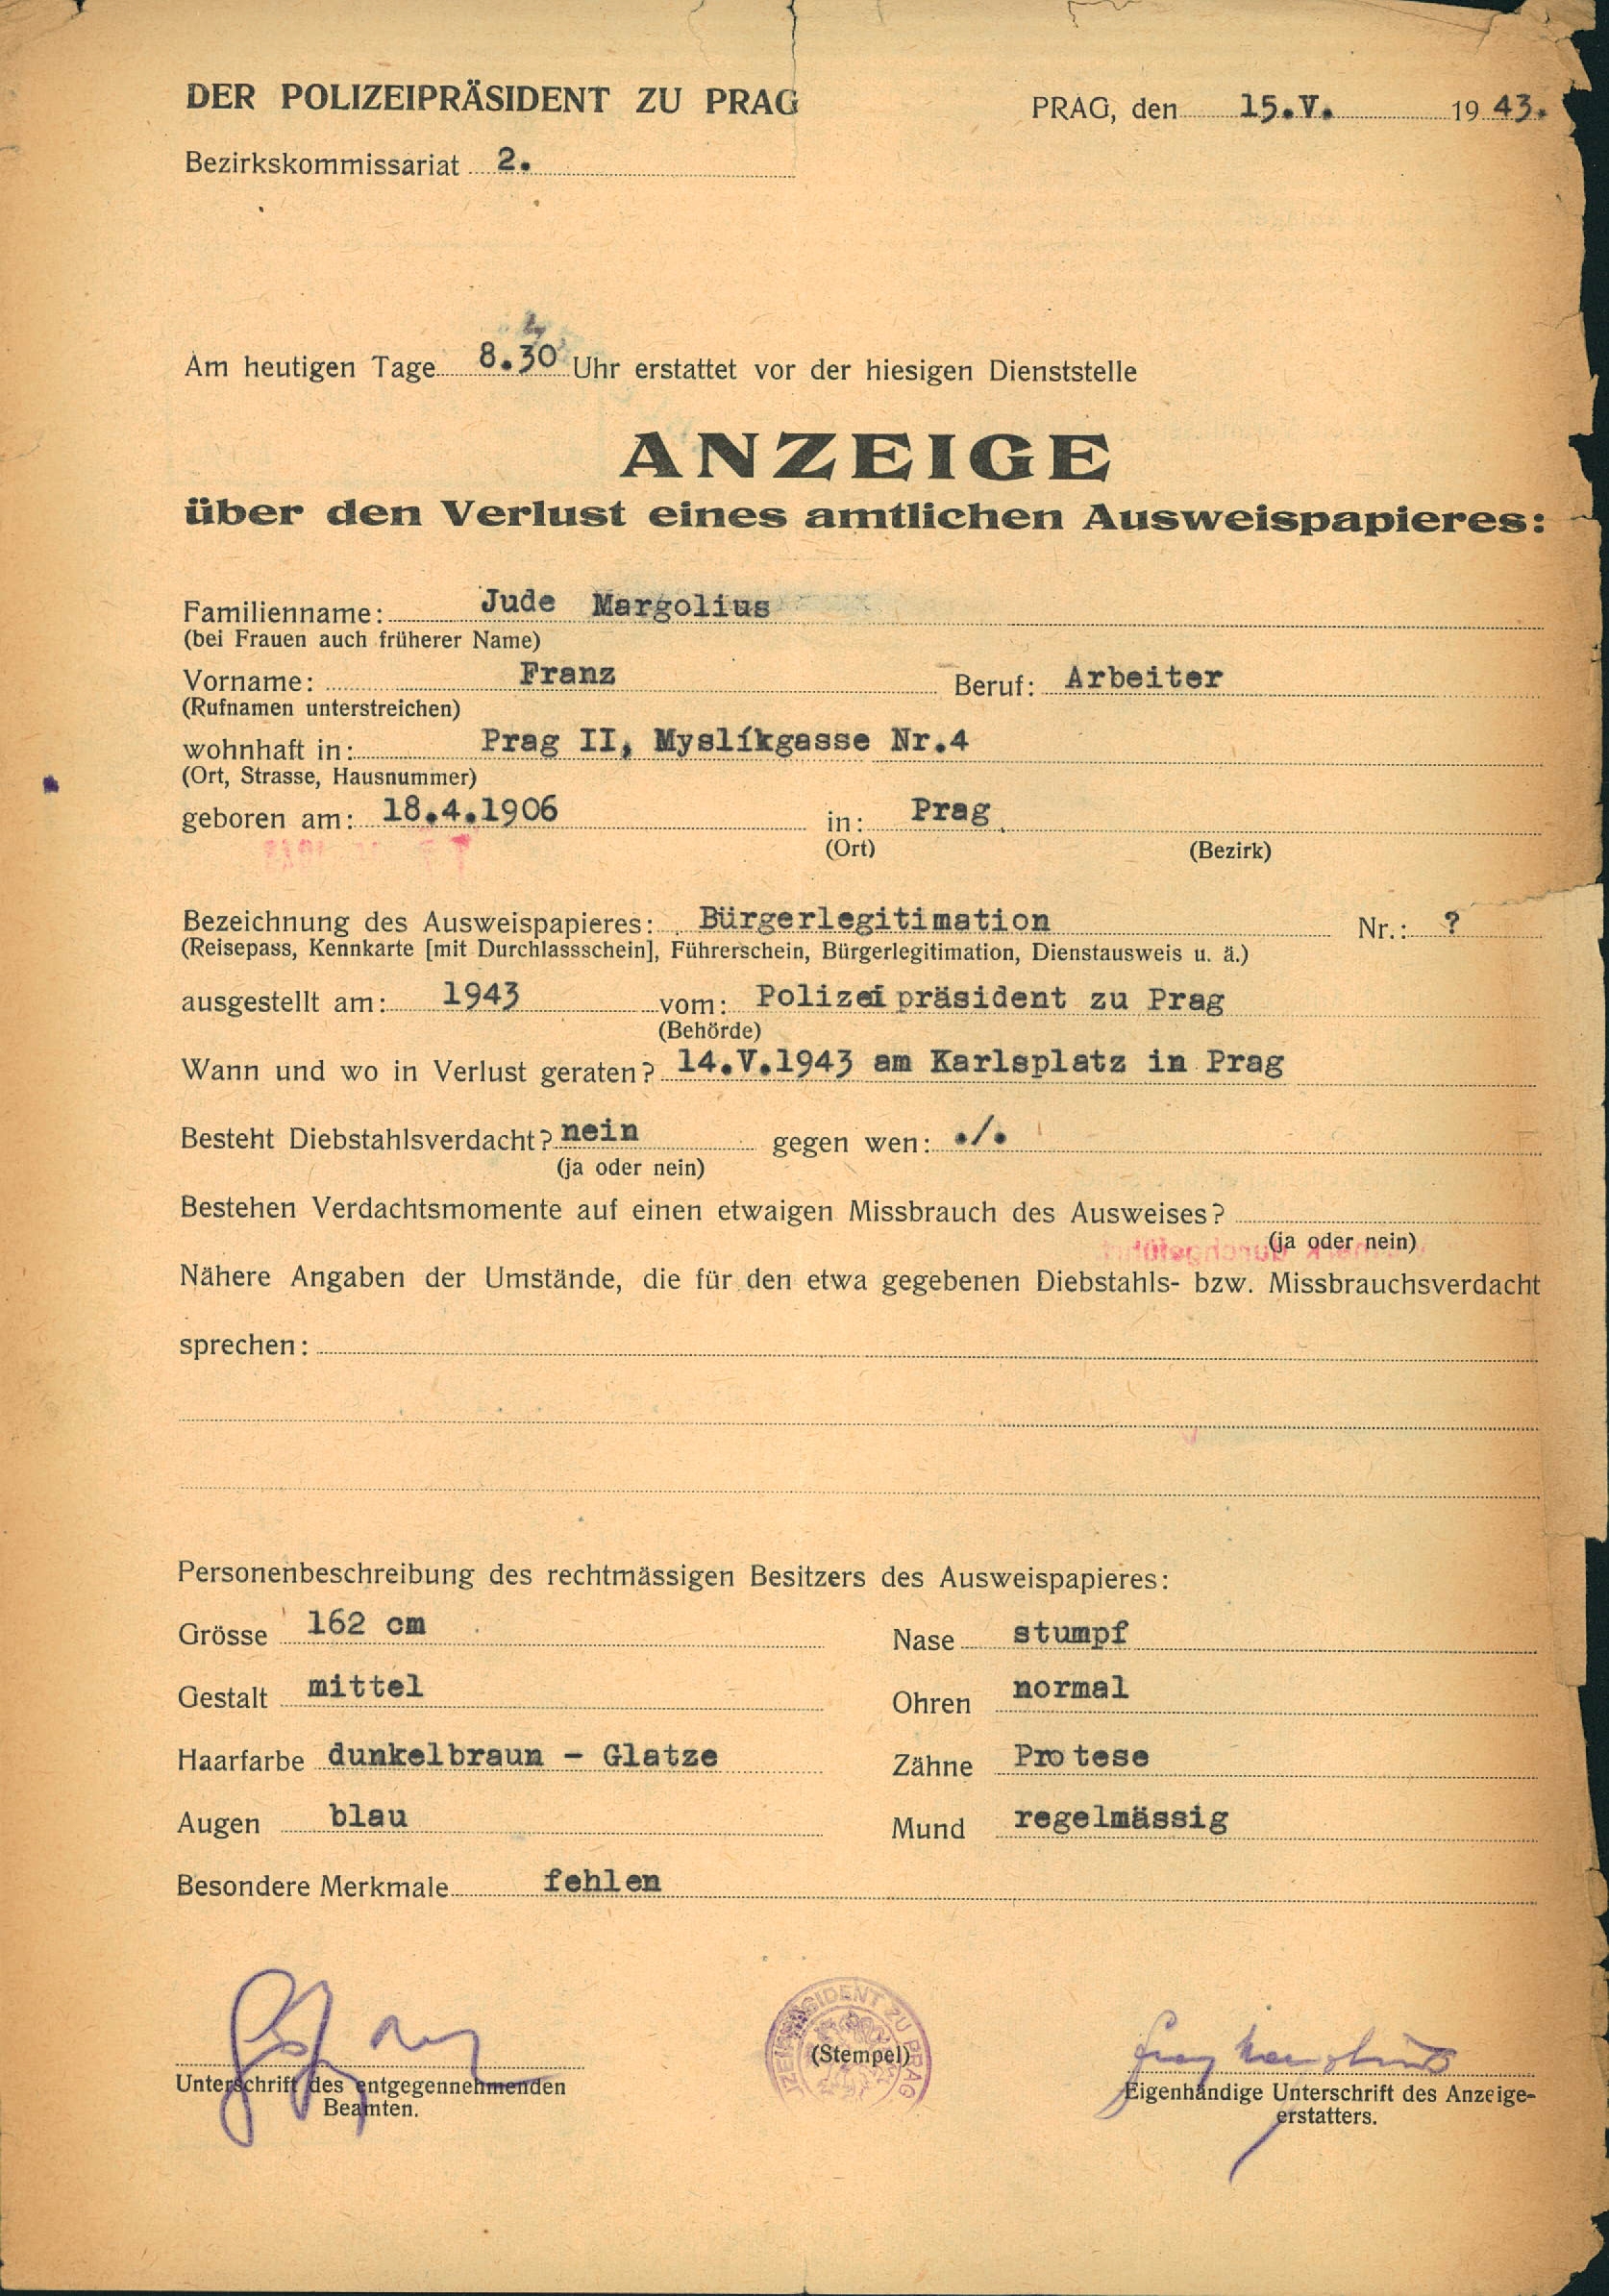 DER POLIZEIPRÄSIDENT ZU PRAG
PRAG, den 15.V. 1943.
Bezirkskommissariat 2.
Am heutigen Tage 8.30 Uhr erstattet vor der hiesigen Dienststelle
ANZEIGE
über den Verlust eines amtlichen Ausweispapieres:
Familienname: Jude Margolius
(bei Frauen auch früherer Name)
Vorname: Franz Beruf: Arbeiter
(Rufnamen unterstreichen)
wohnhaft in: Prag II, Myslíkgasse Nr.4
(Ort, Strasse, Hausnummer)
geboren am: 18.4.1906 in: Prag
(Ort) (Bezirk)
Bezeichnung des Ausweispapieres: Bürgerlegitimation Nr.: ?
(Reisepass, Kennkarte [mit Durchlassschein], Führerschein, Bürgerlegitimation, Dienstausweis u. ä.)
ausgestellt am: 1943 vom: Polizeipräsident zu Prag
(Behörde)
Wann und wo in Verlust geraten? 14.V.1943 am Karlsplatz in Prag
Besteht Diebstahlsverdacht? nein gegen wen: ./.
(ja oder nein)
Bestehen Verdachtsmomente auf einen etwaigen Missbrauch des Ausweises?
(ja oder nein)
Nähere Angaben der Umstände, die für den etwa gegebenen Diebstahls- bzw. Missbrauchsverdacht
sprechen:
Personenbeschreibung des rechtmässigen Besitzers des Ausweispapieres:
Grösse 162 cm Nase stumpf
Gestalt mittel Ohren normal
Haarfarbe dunkelbraun - Glatze Zähne Protese
Augen blau Mund regelmässig
Besondere Merkmale fehlen
(Stempel)
Unterschrift des entgegennehmenden
Beamten.
Eigenhändige Unterschrift des Anzeige-
erstatters.